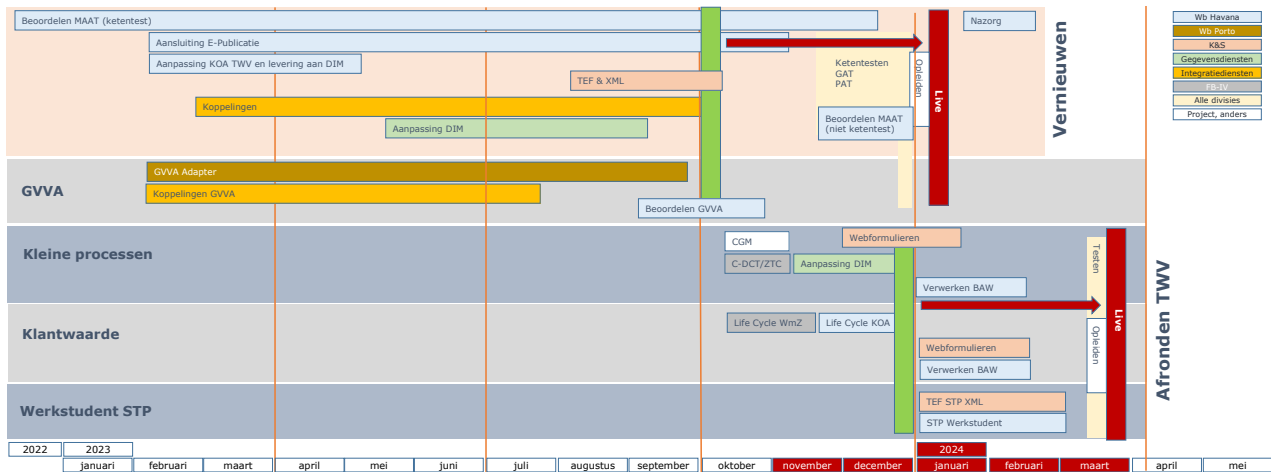 Beoordelen MAAT (ketentest)
Nazorg
Wb Havana
Aansluiting E-Publicatie
Wb Porto
Aanpassing KOA TWV en levering aan DIM
K&S
TEF & XML
Gegevensdiensten
Koppelingen
Integratiediensten
Aanpassing DIM
FB-IV
Ketentesten
GAT
PAT
Alle divisies
Beoordelen MAAT
(niet ketentest)
Project, anders
Opleiden
Live
Vernieuwen
GVVA
GVVA Adapter
Koppelingen GVVA
Beoordelen GVVA
Kleine processen
CGM
Webformulieren
C-DCT/ZTC
Aanpassing DIM
Verwerken BAW
Testen
Klantwaarde
Life Cycle WmZ
Life Cycle KOA
Webformulieren
Verwerken BAW
Opleiden
Live
Afronden TWV
Werkstudent STP
TEF STP XML
STP Werkstudent
2022
2023
2024
januari
februari
maart
april
mei
juni
juli
augustus
september
oktober
november
december
januari
februari
maart
april
mei